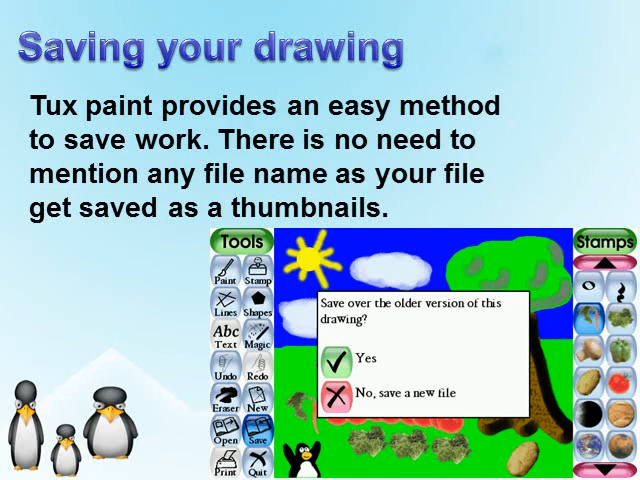 Saving your drawing
Tux paint provides an easy method
to save work. There is no need to
mention any file name as your file
get saved as a thumbnails.
Tools
Paint Stamp
Lines Shapes
Abc
Text Magic
Undo Redo
Eraser New
Open Save
Print Quit
Save over the older version of this
drawing?
Yes
No, save a new file
Stamps